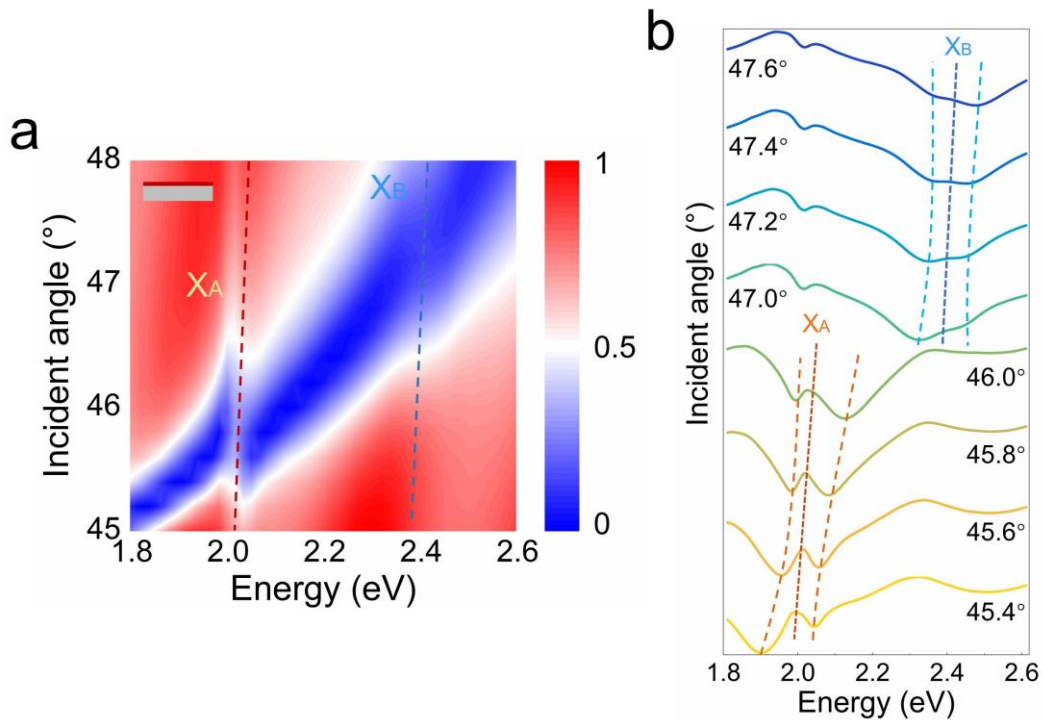 a
48
47
46
45
Incident angle (°)
XA
XB
1.8
2.0
2.2
2.4
2.6
Energy (eV)
1
0.5
0
b
XB
47.6°
47.4°
47.2°
47.0°
XA
46.0°
45.8°
45.6°
45.4°
Incident angle (°)
1.8
2.0
2.2
2.4
2.6
Energy (eV)